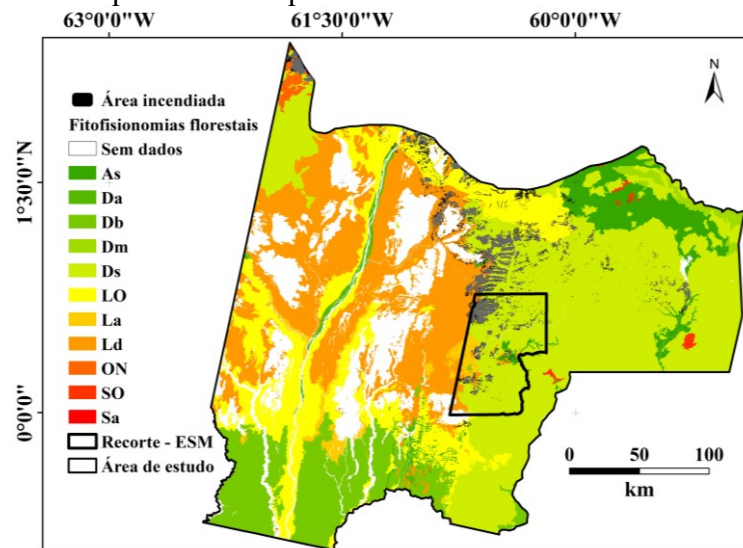 63°0'0"W 61°30'0"W 60°0'0"W
N
1°30'0"N
0°0'0"
Área incendiada
Fitofisionomias florestais
Sem dados
As
Da
Db
Dm
Ds
LO
La
Ld
ON
SO
Sa
Recorte - ESM
Área de estudo
0 50 100
km